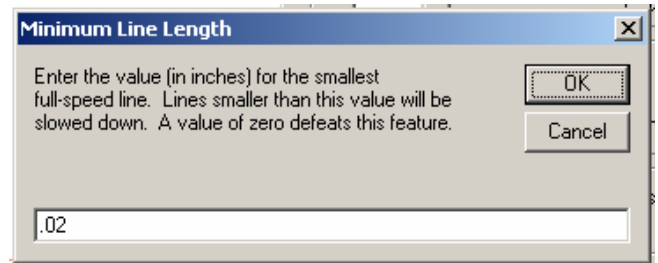 Minimum Line Length
Enter the value (in inches) for the smallest
full-speed line. Lines smaller than this value will be
slowed down. A value of zero defeats this feature.
OK
Cancel
.02